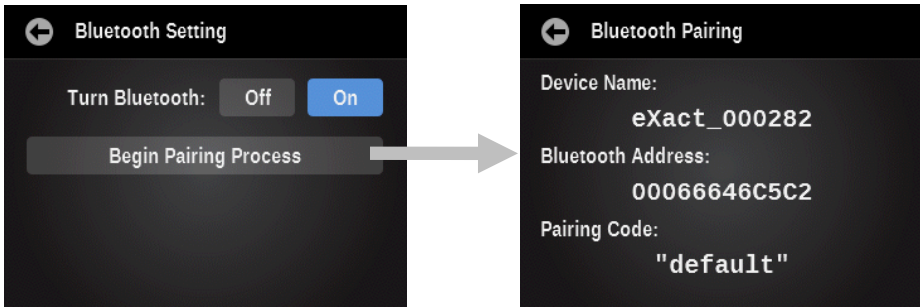 Bluetooth Setting
Turn Bluetooth: Off On
Begin Pairing Process
Bluetooth Pairing
Device Name:
eXact_000282
Bluetooth Address:
00066646C5C2
Pairing Code:
"default"